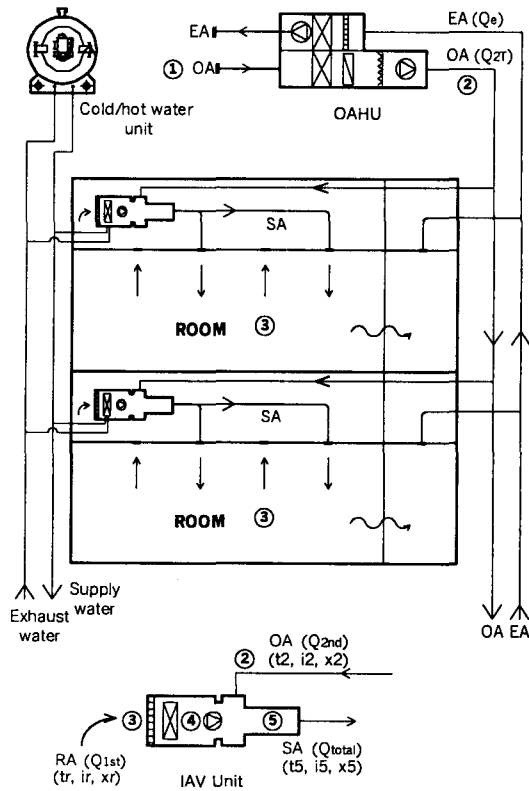 EA
EA (Qe)
① OA
OA (Q2T)
②
OAHU
Cold/hot water
unit
SA
ROOM ③
SA
ROOM ③
Supply
water
Exhaust
water
OA EA
OA (Q2nd)
② (t2, i2, x2)
③ ④ ⑤
RA (Q1st)
(tr, ir, xr)
SA (Qtotal)
(t5, i5, x5)
IAV Unit